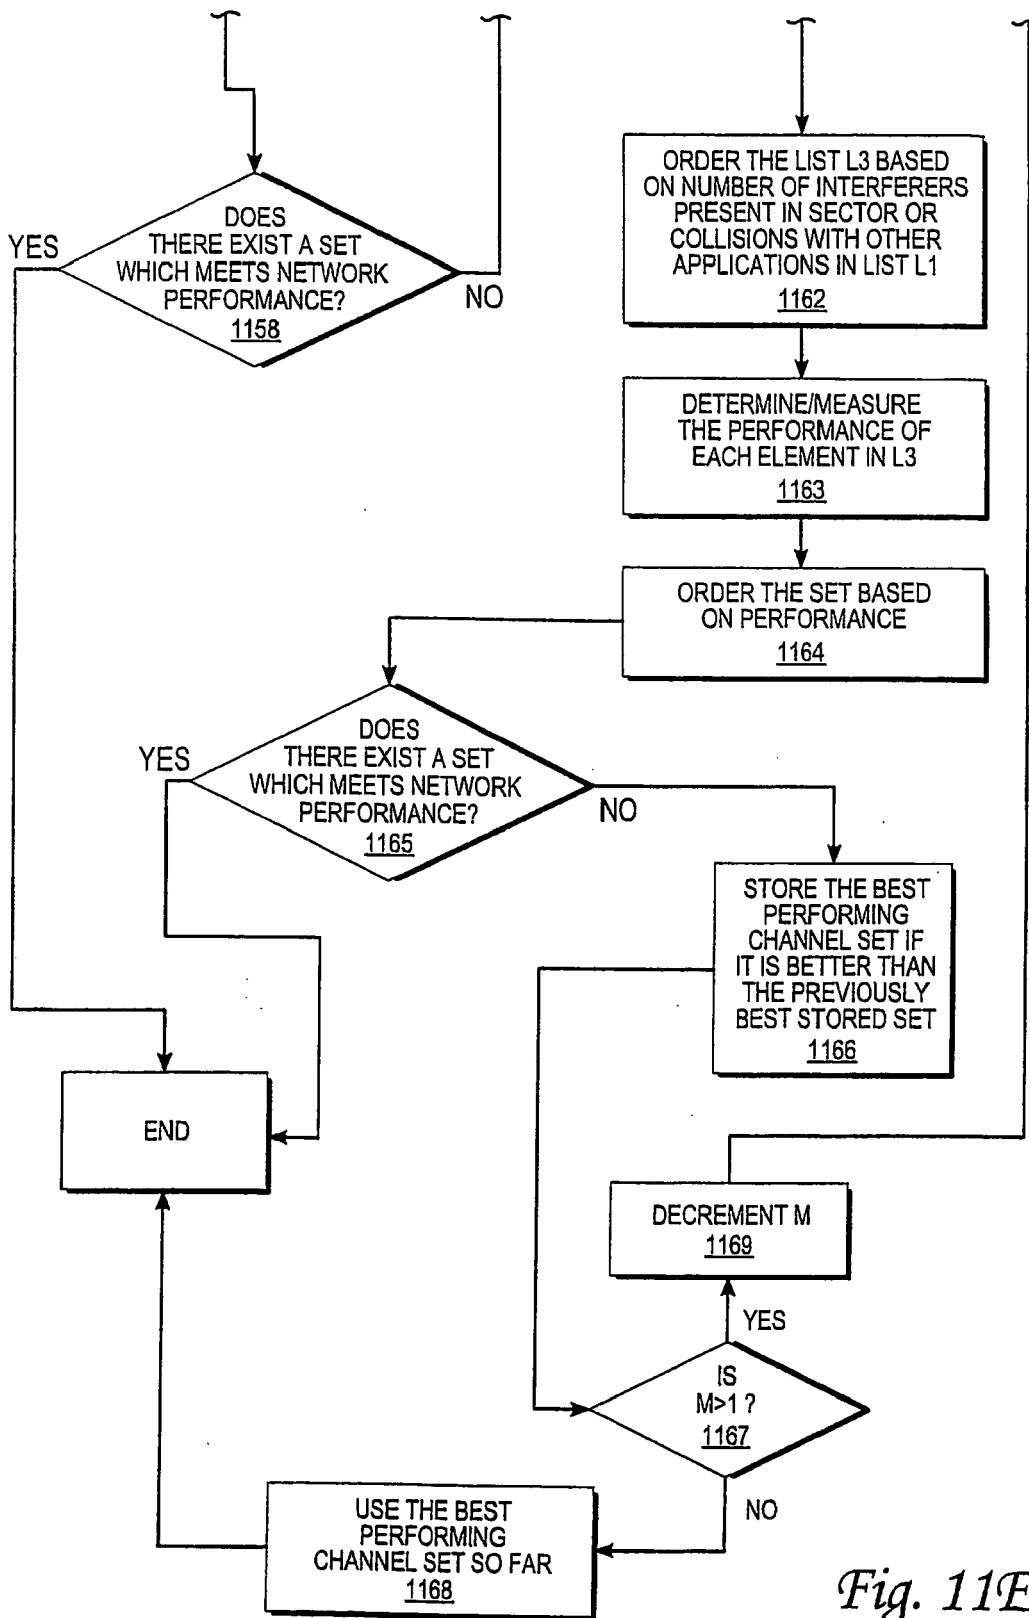 DOES
THERE EXIST A SET
WHICH MEETS NETWORK
PERFORMANCE?
1158
YES
NO
ORDER THE LIST L3 BASED
ON NUMBER OF INTERFERERS
PRESENT IN SECTOR OR
COLLISIONS WITH OTHER
APPLICATIONS IN LIST L1
1162
DETERMINE/MEASURE
THE PERFORMANCE OF
EACH ELEMENT IN L3
1163
ORDER THE SET BASED
ON PERFORMANCE
1164
DOES
THERE EXIST A SET
WHICH MEETS NETWORK
PERFORMANCE?
1165
YES
NO
STORE THE BEST
PERFORMING
CHANNEL SET IF
IT IS BETTER THAN
THE PREVIOUSLY
BEST STORED SET
1166
END
DECREMENT M
1169
YES
IS
M>1 ?
1167
NO
USE THE BEST
PERFORMING
CHANNEL SET SO FAR
1168
Fig. 11E